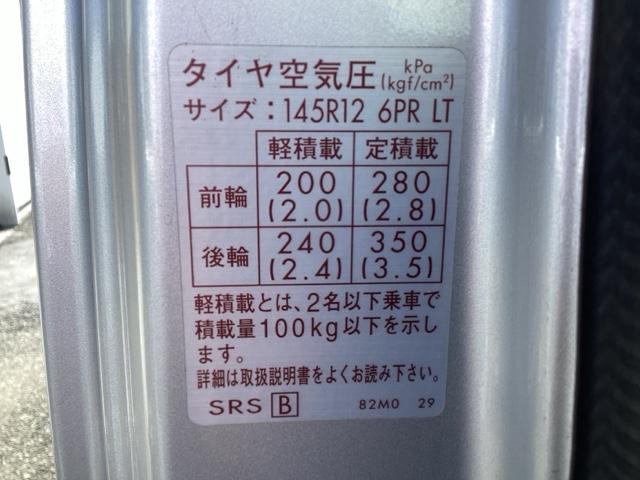 タイヤ空気圧 kPa (kgf/cm²)
サイズ：145R12 6PR LT
軽積載 定積載
前輪 200 (2.0) 280 (2.8)
後輪 240 (2.4) 350 (3.5)
軽積載とは、2名以下乗車で
積載量100kg以下を示し
ます。
詳細は取扱説明書をよくお読み下さい。
SRS B 82M0 29